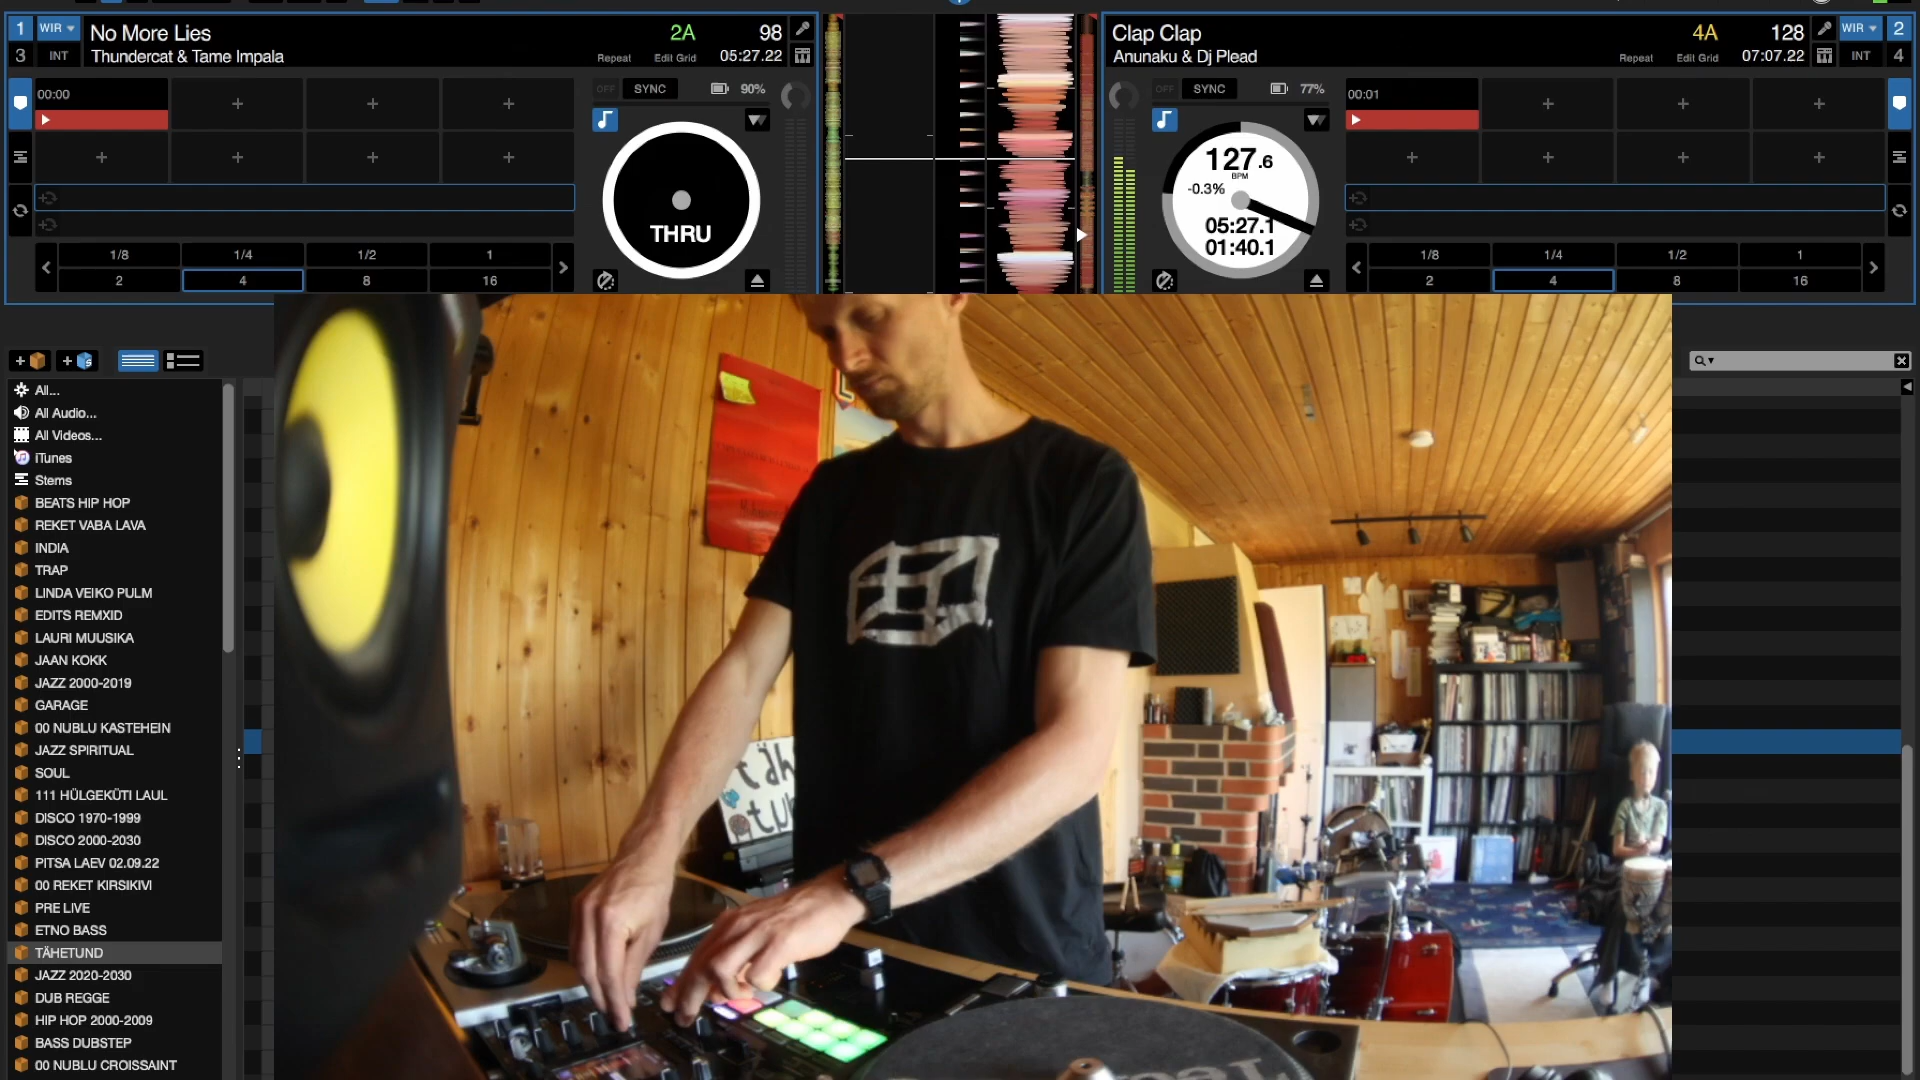 1 WIR No More Lies 2A 98
3 INT Thundercat & Tame Impala Repeat Edit Grid 05:27.22
00:00
OFF SYNC 90%
THRU
1/8 1/4 1/2 1
2 4 8 16
Clap Clap 4A 128 WIR 2
Anunaku & Dj Plead Repeat Edit Grid 07:07.22 INT 4
OFF SYNC 77%
00:01
127.6
BPM
-0.3%
05:27.1
01:40.1
1/8 1/4 1/2 1
2 4 8 16
All...
All Audio...
All Videos...
iTunes
Stems
BEATS HIP HOP
REKET VABA LAVA
INDIA
TRAP
LINDA VEIKO PULM
EDITS REMXID
LAURI MUUSIKA
JAAN KOKK
JAZZ 2000-2019
GARAGE
00 NUBLU KASTEHEIN
JAZZ SPIRITUAL
SOUL
111 HÜLGEKÜTI LAUL
DISCO 1970-1999
DISCO 2000-2030
PITSA LAEV 02.09.22
00 REKET KIRSIKIVI
PRE LIVE
ETNO BASS
TÄHETUND
JAZZ 2020-2030
DUB REGGE
HIP HOP 2000-2009
BASS DUBSTEP
00 NUBLU CROISSAINT